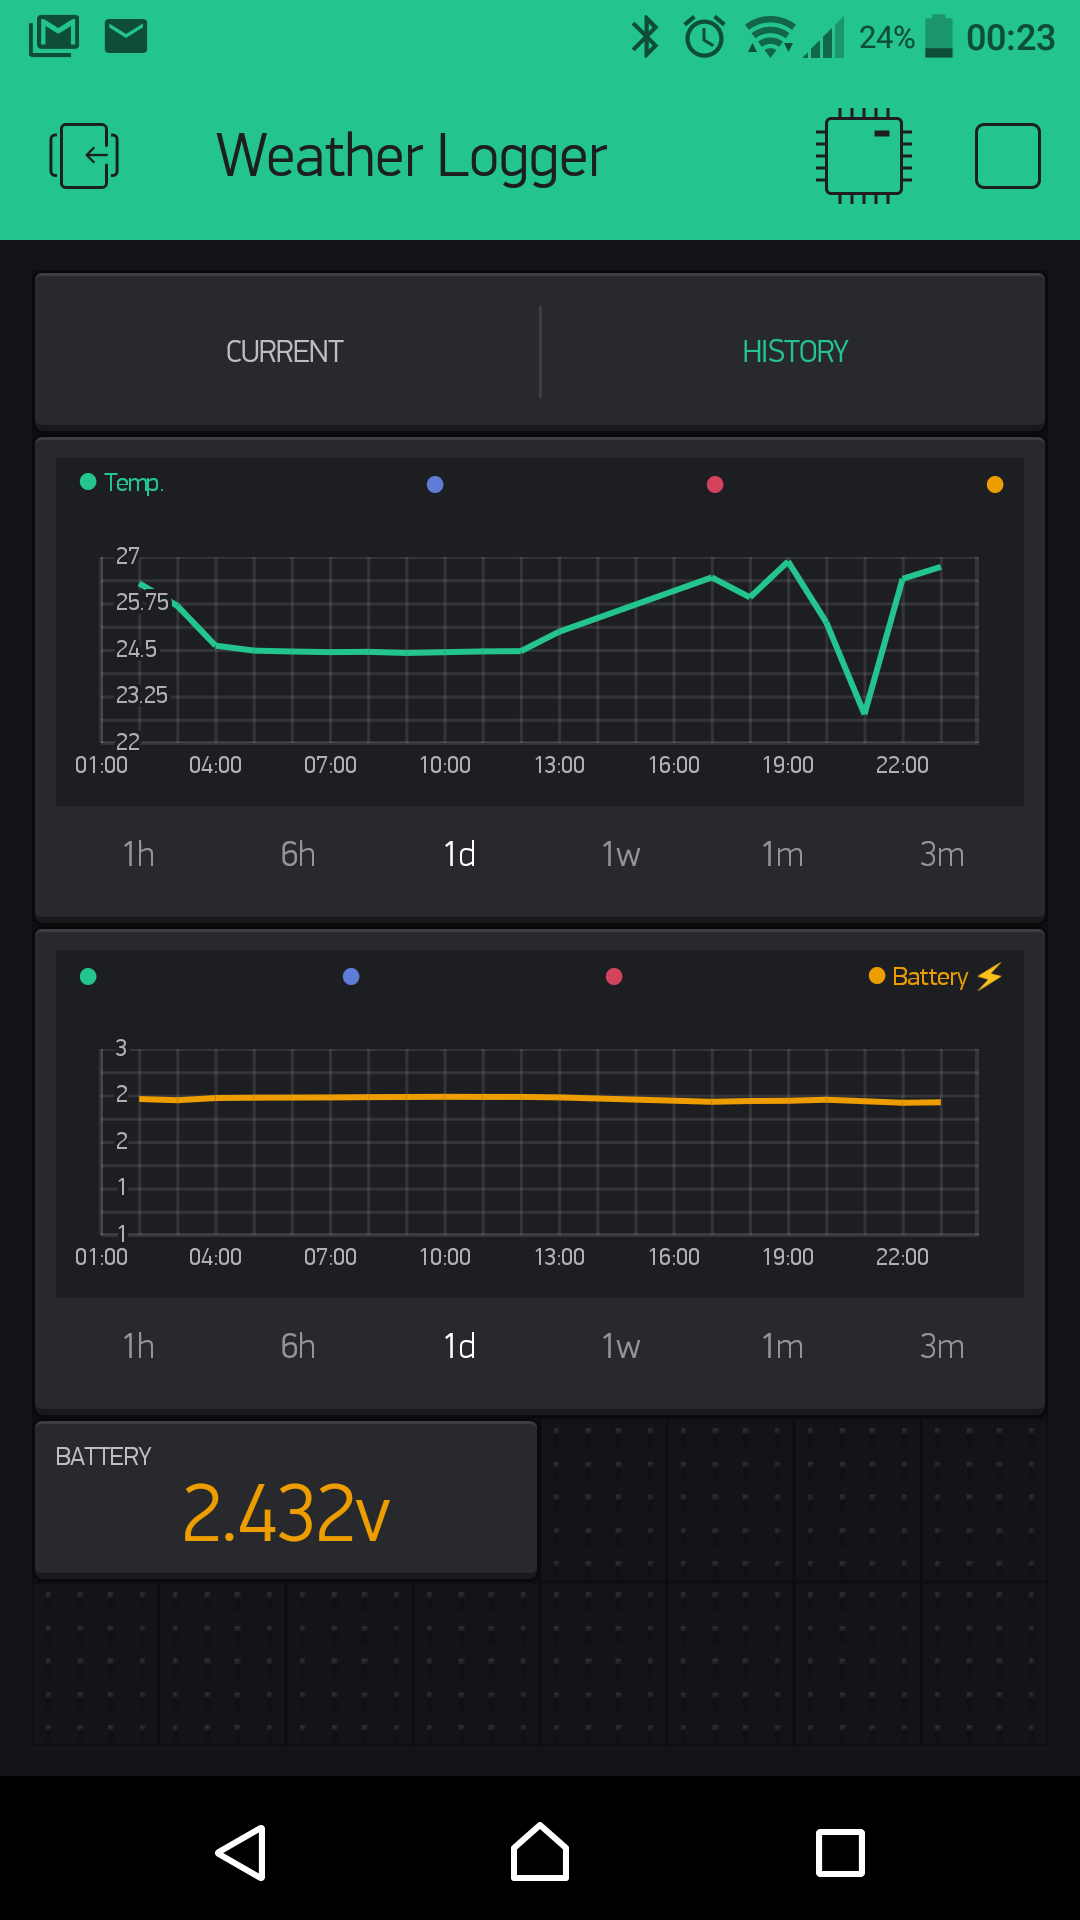 24% 00:23
Weather Logger
CURRENT HISTORY
Temp.
27
25.75
24.5
23.25
22
01:00 04:00 07:00 10:00 13:00 16:00 19:00 22:00
1h 6h 1d 1w 1m 3m
Battery ⚡
3
2
2
1
1
01:00 04:00 07:00 10:00 13:00 16:00 19:00 22:00
1h 6h 1d 1w 1m 3m
BATTERY
2.432v